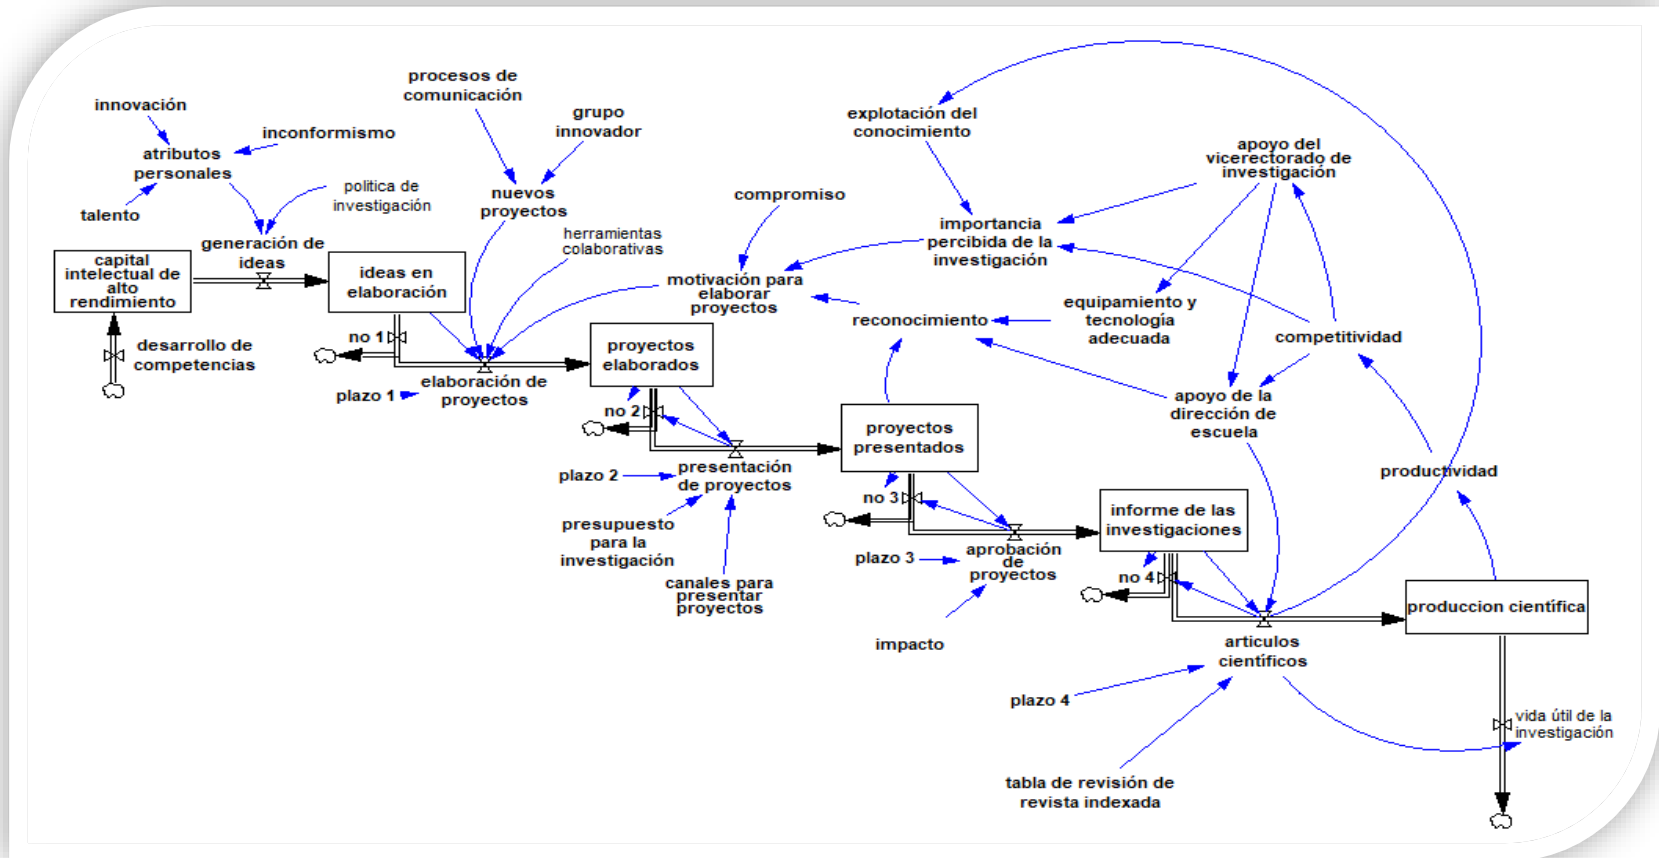 procesos de
comunicación
innovación
grupo
innovador
inconformismo
explotación del
conocimiento
atributos
personales
apoyo del
vicerectorado de
investigación
talento
politica de
investigación
nuevos
proyectos
compromiso
importancia
percibida de la
investigación
generación de
ideas
herramientas
colaborativas
capital
intelectual de
alto
rendimiento
ideas en
elaboración
motivación para
elaborar
proyectos
equipamiento y
tecnología
adecuada
reconocimiento
competitividad
no 1
desarrollo de
competencias
proyectos
elaborados
elaboración de
proyectos
plazo 1
no 2
apoyo de la
dirección de
escuela
proyectos
presentados
plazo 2
presentación
de proyectos
productividad
no 3
informe de las
investigaciones
presupuesto
para la
investigación
plazo 3
aprobación
de
proyectos
canales para
presentar
proyectos
no 4
produccion científica
impacto
artículos
científicos
plazo 4
vida útil de la
investigación
tabla de revisión de
revista indexada